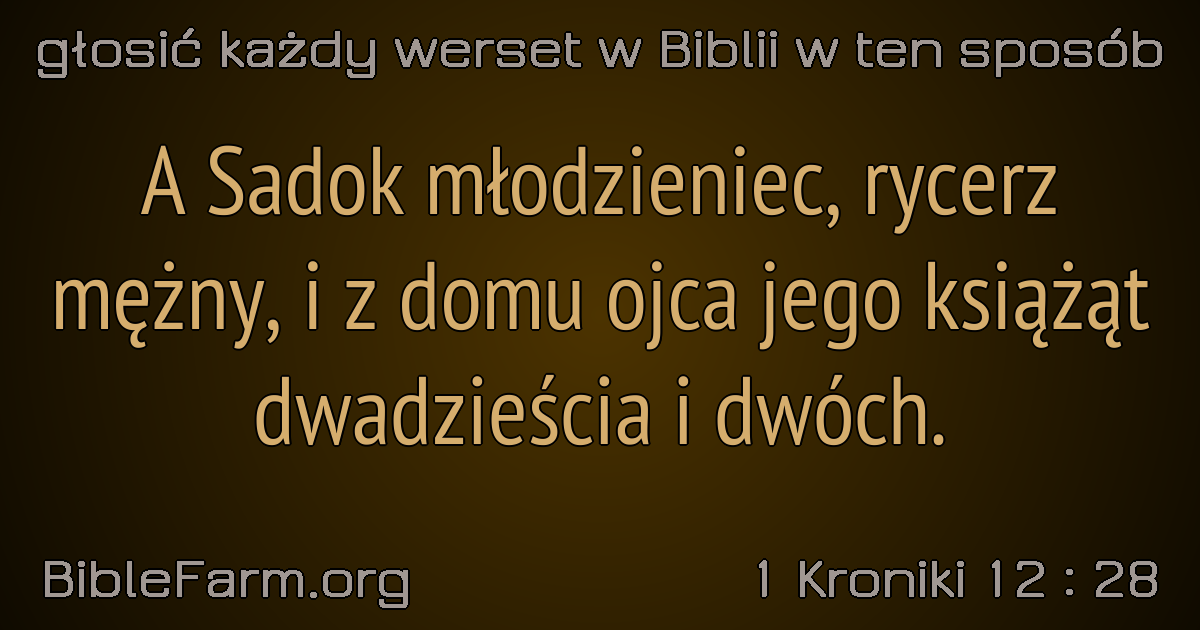 głosić każdy werset w Biblii w ten sposób
A Sadok młodzieniec, rycerz
mężny, i z domu ojca jego książąt
dwadzieścia i dwóch.
BibleFarm.org
1 Kroniki 12 : 28